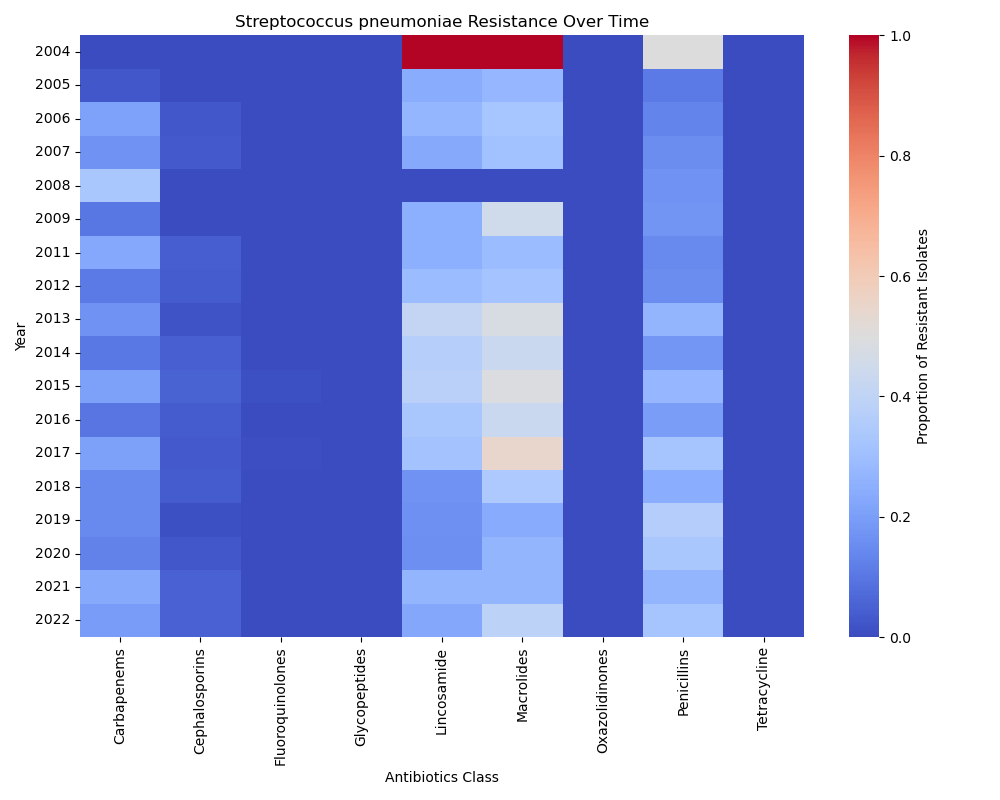 Streptococcus pneumoniae Resistance Over Time
Year
2004
2005
2006
2007
2008
2009
2011
2012
2013
2014
2015
2016
2017
2018
2019
2020
2021
2022
Carbapenems
Cephalosporins
Fluoroquinolones
Glycopeptides
Lincosamide
Macrolides
Oxazolidinones
Penicillins
Tetracycline
Antibiotics Class
1.0
0.8
0.6
0.4
0.2
0.0
Proportion of Resistant Isolates